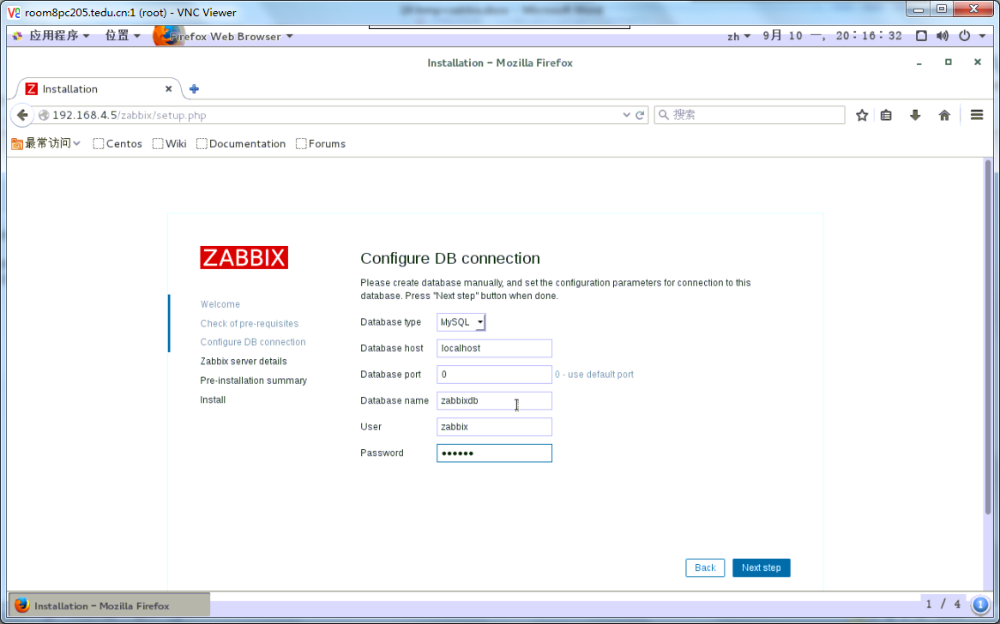 room8pc205.tedu.cn:1 (root) - VNC Viewer
应用程序 位置 Firefox Web Browser zh 9月 10 一, 20:16:32
Installation - Mozilla Firefox
Installation
192.168.4.5/zabbix/setup.php 搜索
最常访问 Centos Wiki Documentation Forums
ZABBIX
Welcome
Check of pre-requisites
Configure DB connection
Zabbix server details
Pre-installation summary
Install
Configure DB connection
Please create database manually, and set the configuration parameters for connection to this
database. Press "Next step" button when done.
Database type MySQL
Database host localhost
Database port 0 0 - use default port
Database name zabbixdb
User zabbix
Password ●●●●●●
Back Next step
Installation - Mozilla Firefox 1 / 4 1